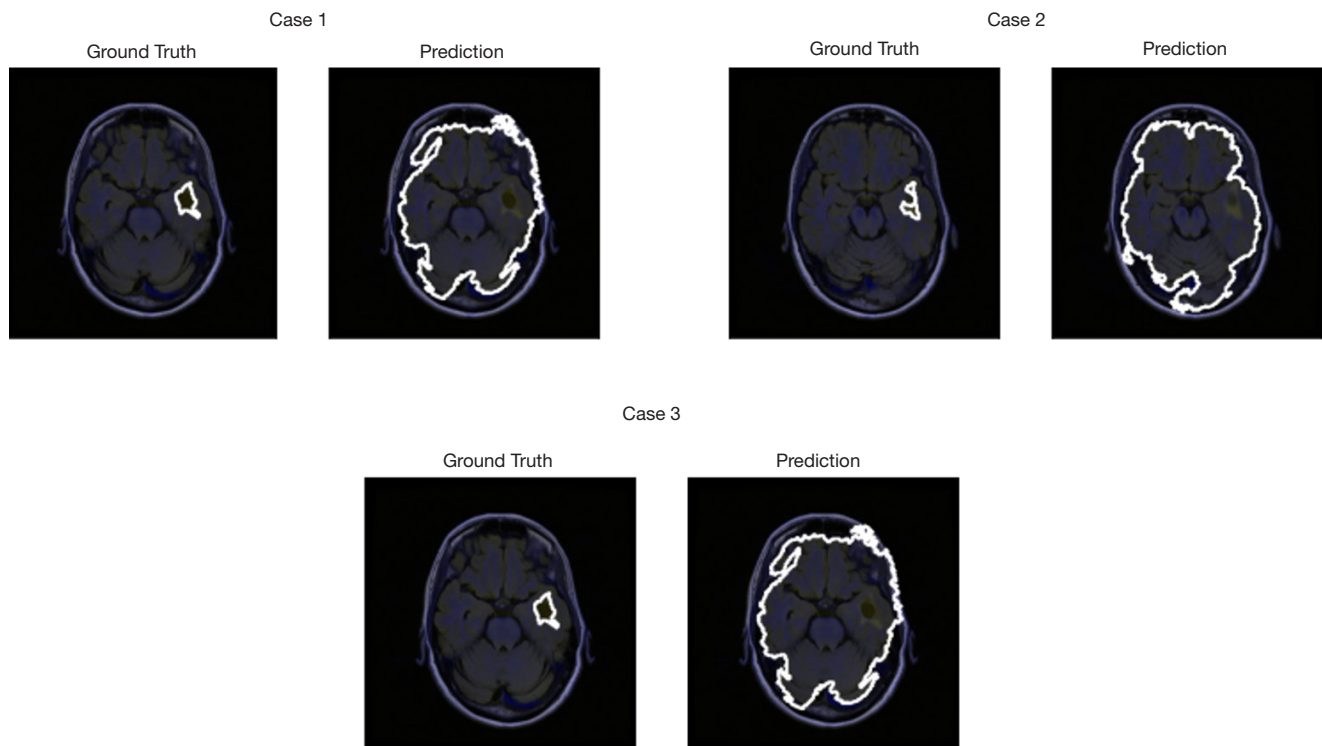 Case 1
Ground Truth
Prediction
Case 2
Ground Truth
Prediction
Case 3
Ground Truth
Prediction